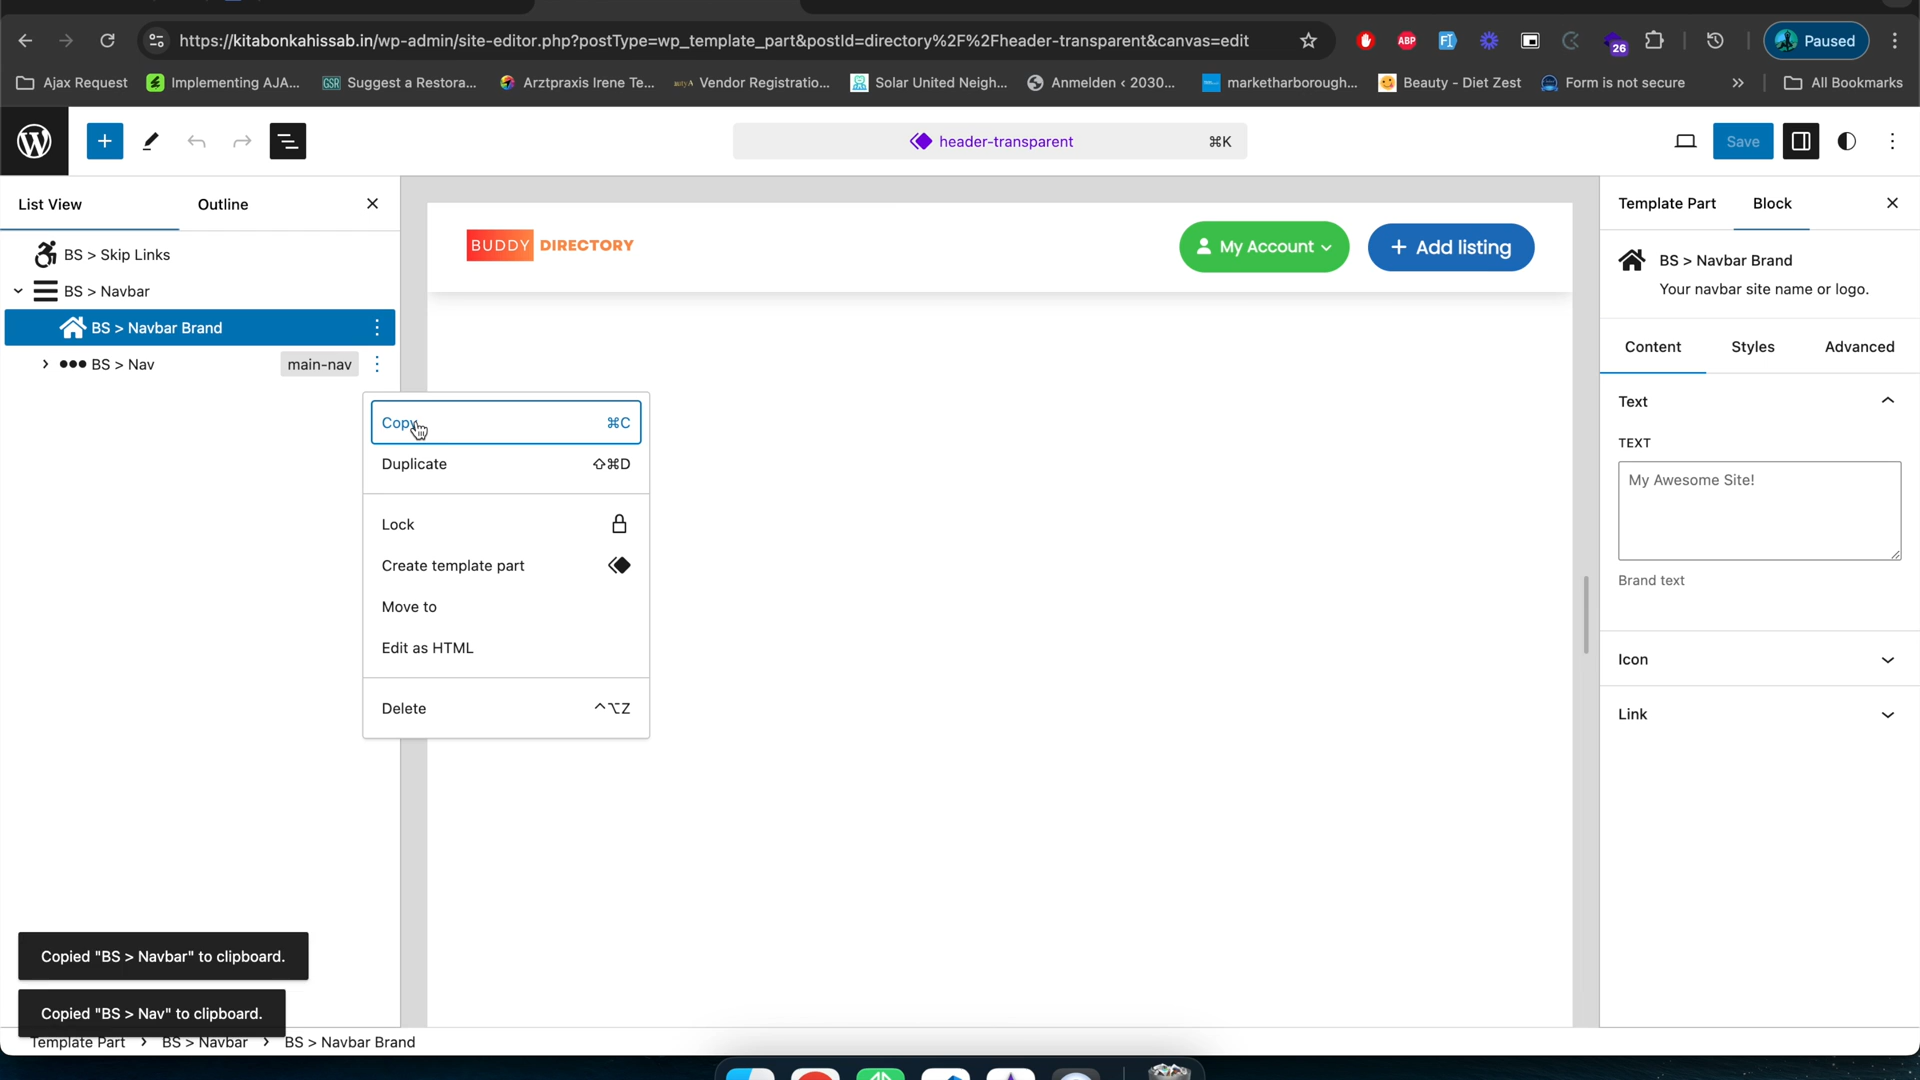 https://kitabonkahissab.in/wp-admin/site-editor.php?postType=wp_template_part&postId=directory%2F%2Fheader-transparent&canvas=edit
ABP
26
Paused
Ajax Request
Implementing AJA...
GSR Suggest a Restora...
Arztpraxis Irene Te...
Vendor Registratio...
Solar United Neigh...
Anmelden ‹ 2030...
marketharborough...
Beauty - Diet Zest
Form is not secure
»
All Bookmarks
header-transparent ⌘K
Save
List View
Outline
Template Part
Block
BS > Skip Links
BS > Navbar
BS > Navbar Brand
BS > Nav
main-nav
BUDDY DIRECTORY
My Account
+ Add listing
BS > Navbar Brand
Your navbar site name or logo.
Content
Styles
Advanced
Text
TEXT
My Awesome Site!
Brand text
Icon
Link
Copy ⌘C
Duplicate ⇧⌘D
Lock
Create template part
Move to
Edit as HTML
Delete ^⌥Z
Copied "BS > Navbar" to clipboard.
Copied "BS > Nav" to clipboard.
Template Part > BS > Navbar > BS > Navbar Brand